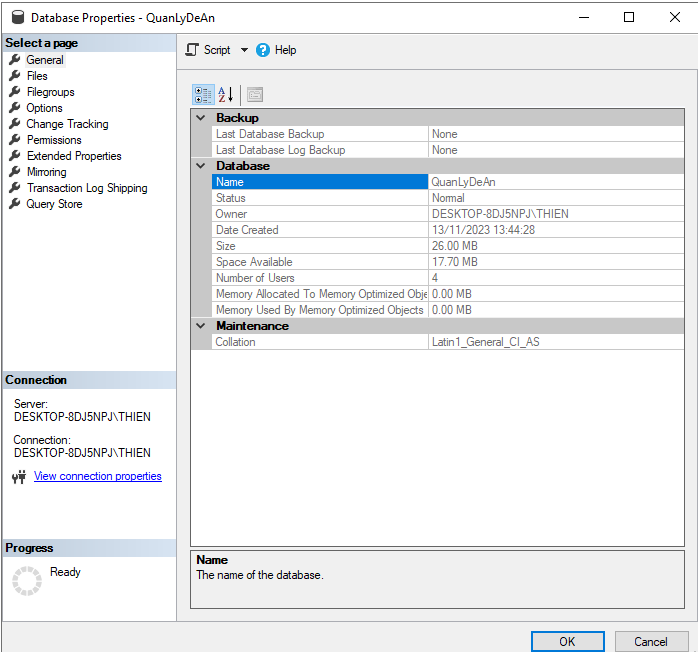 Database Properties - QuanLyDeAn
Select a page
General
Files
Filegroups
Options
Change Tracking
Permissions
Extended Properties
Mirroring
Transaction Log Shipping
Query Store
Connection
Server:
DESKTOP-8DJ5NPJ\THIEN
Connection:
DESKTOP-8DJ5NPJ\THIEN
View connection properties
Progress
Ready
Script Help
Backup
Last Database Backup None
Last Database Log Backup None
Database
Name QuanLyDeAn
Status Normal
Owner DESKTOP-8DJ5NPJ\THIEN
Date Created 13/11/2023 13:44:28
Size 26.00 MB
Space Available 17.70 MB
Number of Users 4
Memory Allocated To Memory Optimized Obje 0.00 MB
Memory Used By Memory Optimized Objects 0.00 MB
Maintenance
Collation Latin1_General_CI_AS
Name
The name of the database.
OK Cancel